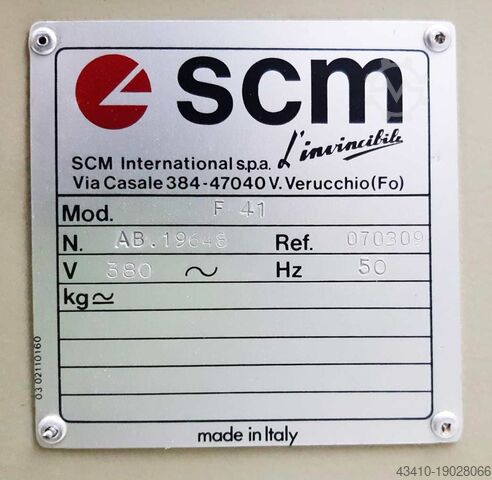 scm
L'invincibile
SCM International s.p.a.
Via Casale 384-47040 V. Verucchio (Fo)
Mod. F 41
N. AB.19648 Ref. 070309
V 380 ~ Hz 50
kg≃
03 02110160
made in Italy
43410-19028066